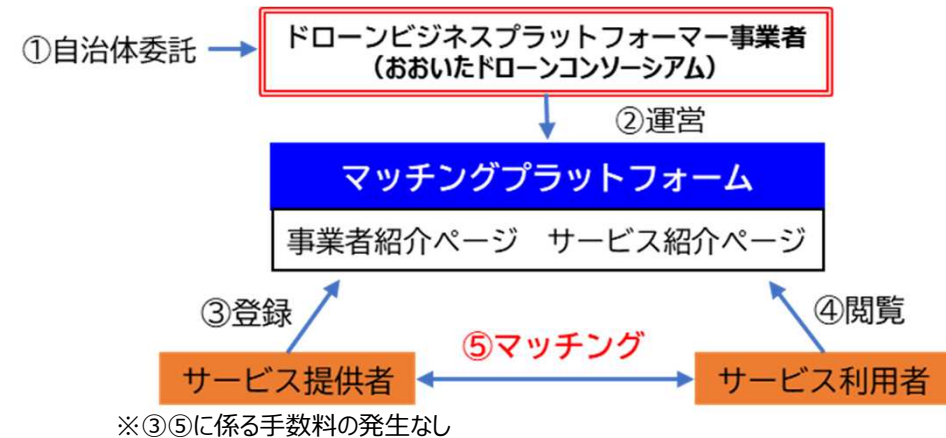 ①自治体委託
ドローンビジネスプラットフォーマー事業者
（おおいたドローンコンソーシアム）
②運営
マッチングプラットフォーム
事業者紹介ページ　サービス紹介ページ
③登録
④閲覧
⑤マッチング
サービス提供者
サービス利用者
※③⑤に係る手数料の発生なし